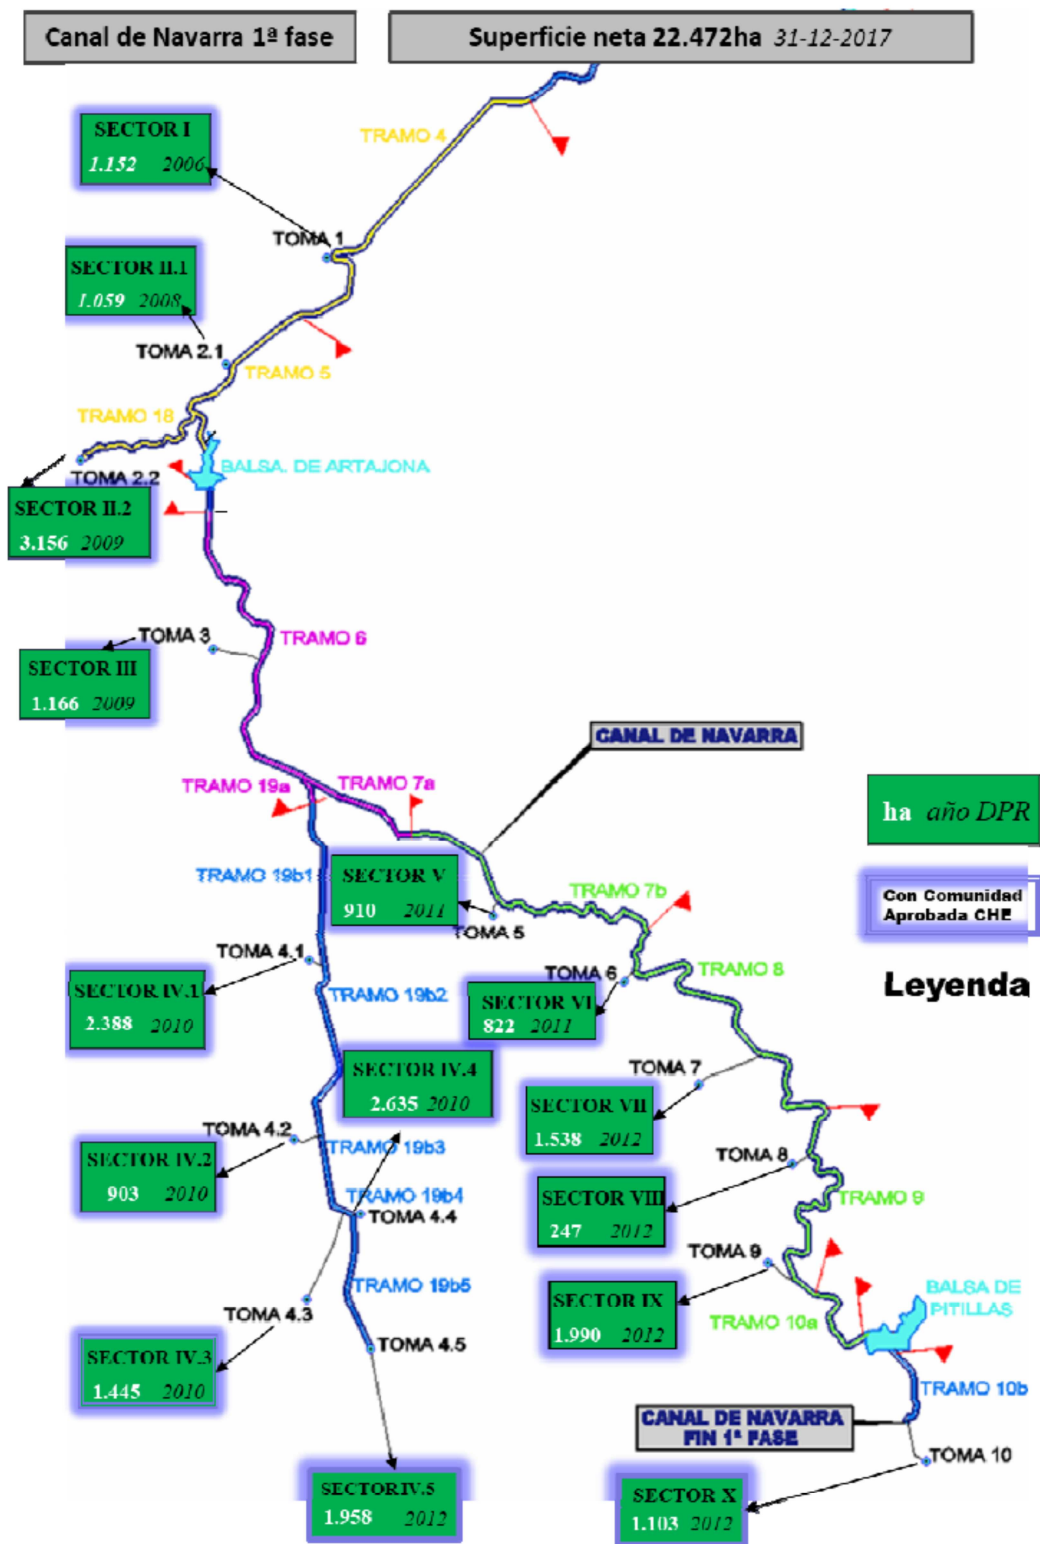 Canal de Navarra 1ª fase
Superficie neta 22.472ha 31-12-2017
TRAMO 4
SECTOR I
1.152 2006
TOMA 1
SECTOR II.1
1.059 2008
TOMA 2.1
TRAMO 5
TRAMO 18
BALSA. DE ARTAJONA
TOMA 2.2
SECTOR II.2
3.156 2009
TOMA 3
TRAMO 6
SECTOR III
1.166 2009
CANAL DE NAVARRA
TRAMO 19a
TRAMO 7a
ha año DPR
TRAMO 19b1
SECTOR V
910 2011
TRAMO 7b
Con Comunidad
Aprobada CHE
TOMA 5
TOMA 4.1
TOMA 6
TRAMO 8
Leyenda
SECTOR IV.1
2.388 2010
TRAMO 19b2
SECTOR VI
822 2011
SECTOR IV.4
2.635 2010
TOMA 7
SECTOR VII
1.538 2012
TOMA 4.2
TRAMO 19b3
TOMA 8
SECTOR IV.2
903 2010
TRAMO 19b4
TOMA 4.4
SECTOR VIII
247 2012
TRAMO 9
TOMA 9
TRAMO 19b5
TOMA 4.3
SECTOR IX
1.990 2012
TRAMO 10a
BALSA DE
PITILLAS
TOMA 4.5
SECTOR IV.3
1.445 2010
TRAMO 10b
CANAL DE NAVARRA
FIN 1ª FASE
TOMA 10
SECTOR IV.5
1.958 2012
SECTOR X
1.103 2012